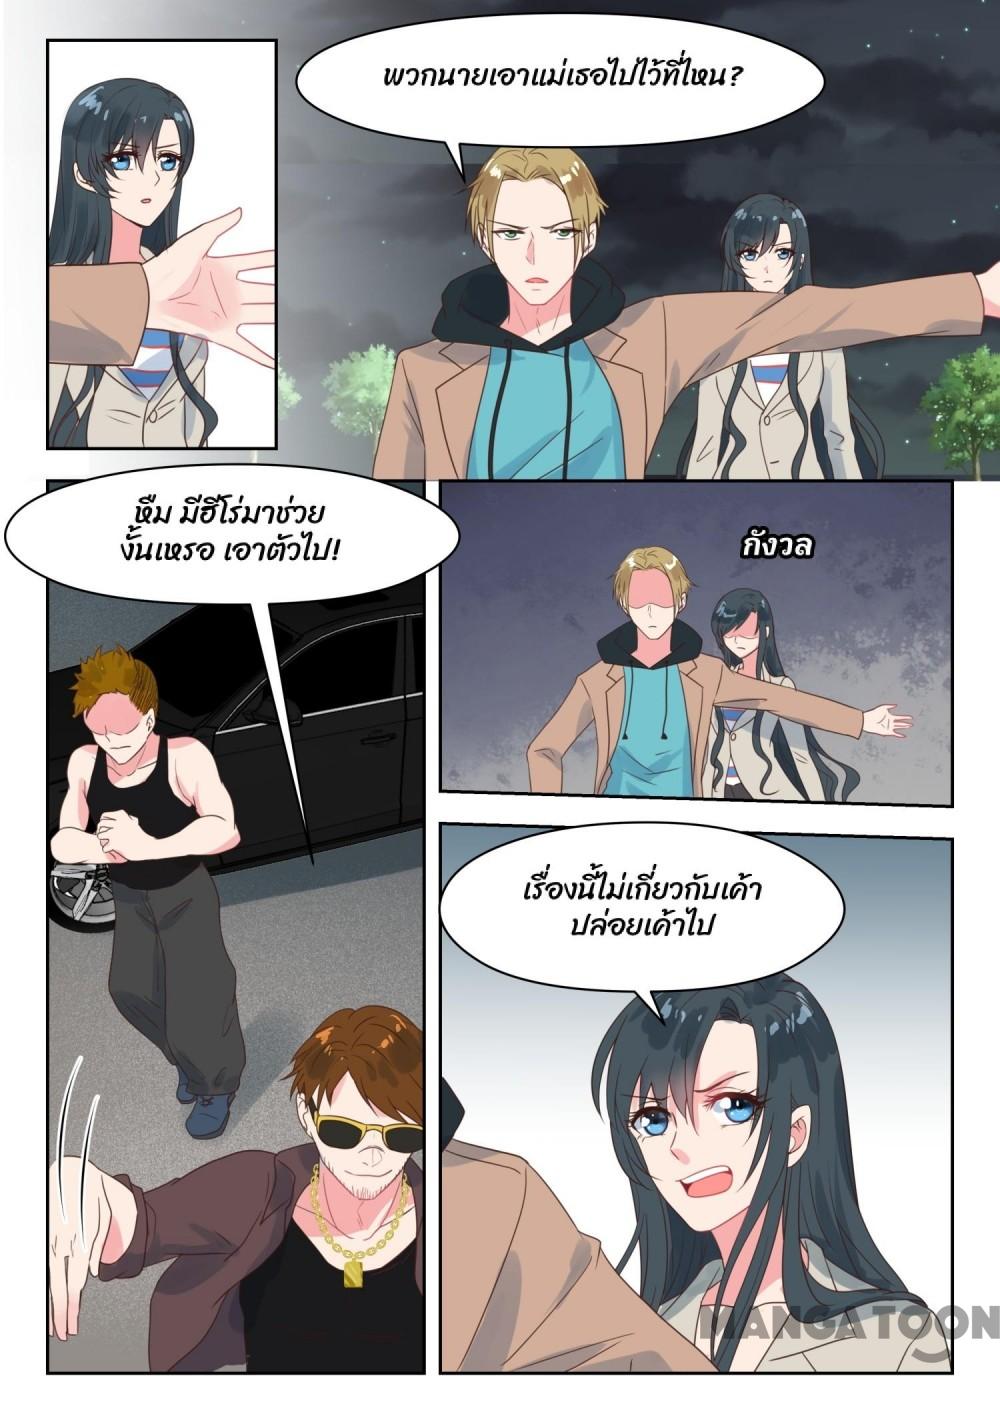 พวกนายเอาแม่เธอไปไว้ที่ไหน?
หืม มีฮีโร่มาช่วย
งั้นเหรอ เอาตัวไป!
กังวล
เรื่องนี้ไม่เกี่ยวกับเค้า
ปล่อยเค้าไป
MANGATOON